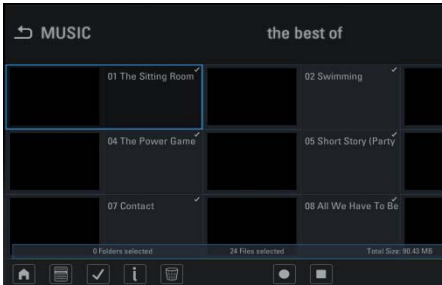 MUSIC the best of
01 The Sitting Room 02 Swimming
04 The Power Game 05 Short Story (Party
07 Contact 08 All We Have To Be
0 Folders selected 24 Files selected Total Size: 90.43 MB